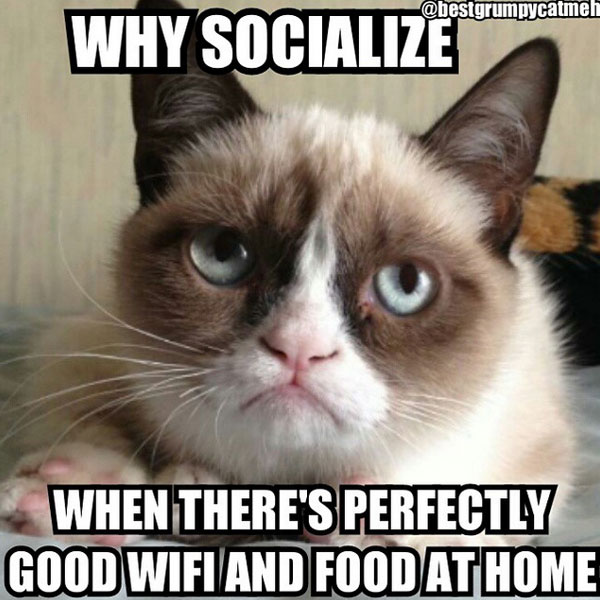 @bestgrumpycatmeh
WHY SOCIALIZE
WHEN THERE'S PERFECTLY
GOOD WIFI AND FOOD AT HOME